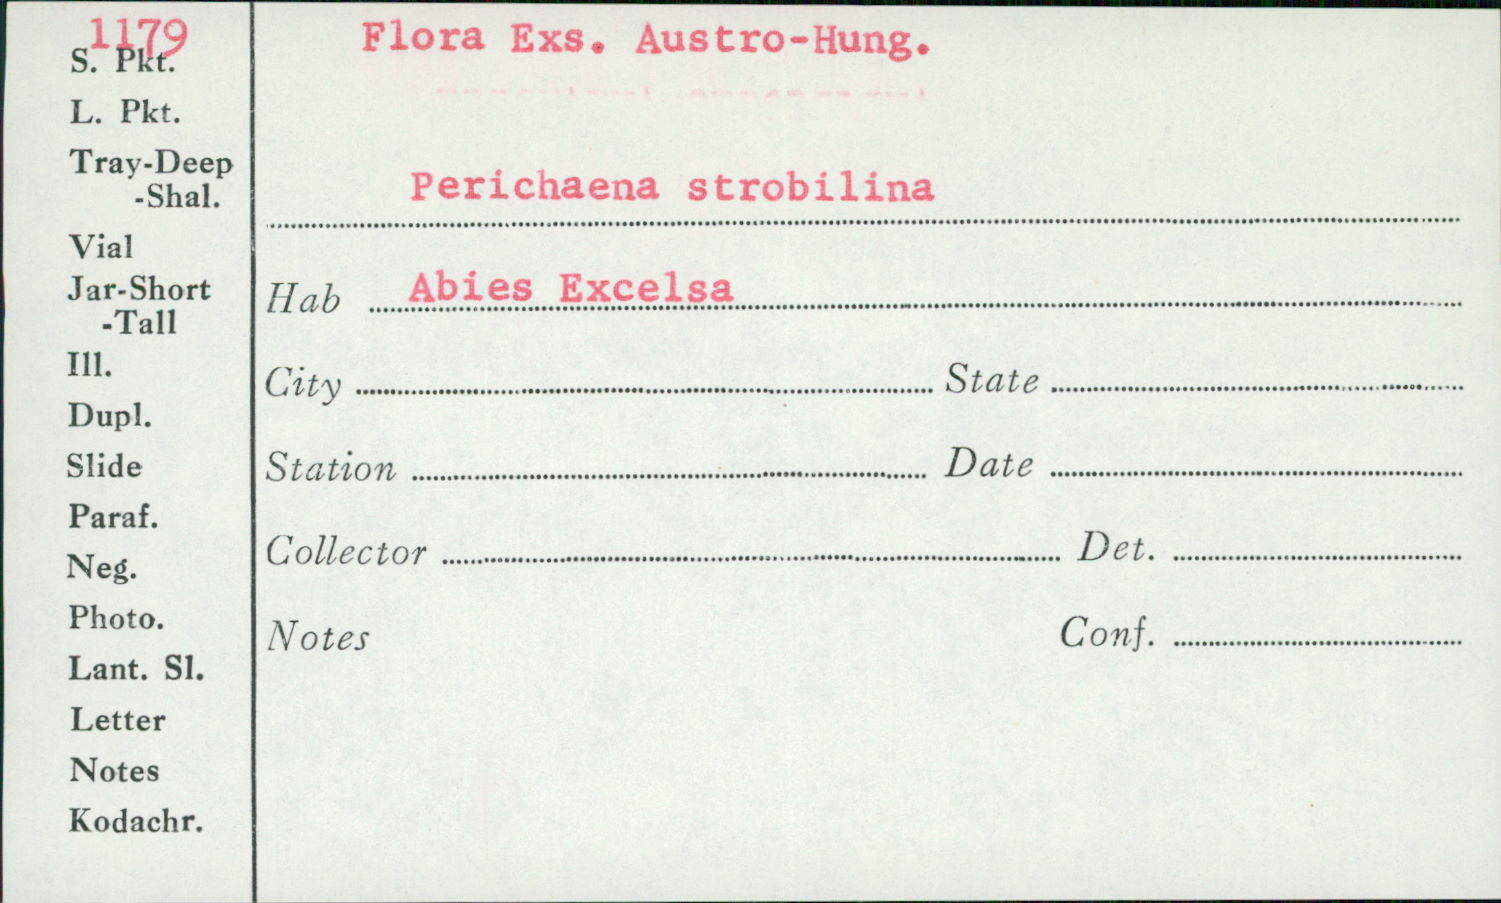 1179
S. Pkt.
L. Pkt.
Tray-Deep
-Shal.
Vial
Jar-Short
-Tall
Ill.
Dupl.
Slide
Paraf.
Neg.
Photo.
Lant. Sl.
Letter
Notes
Kodachr.
Flora Exs. Austro-Hung.
Perichaena strobilina
Hab Abies Excelsa
City State
Station Date
Collector Det.
Notes Conf.